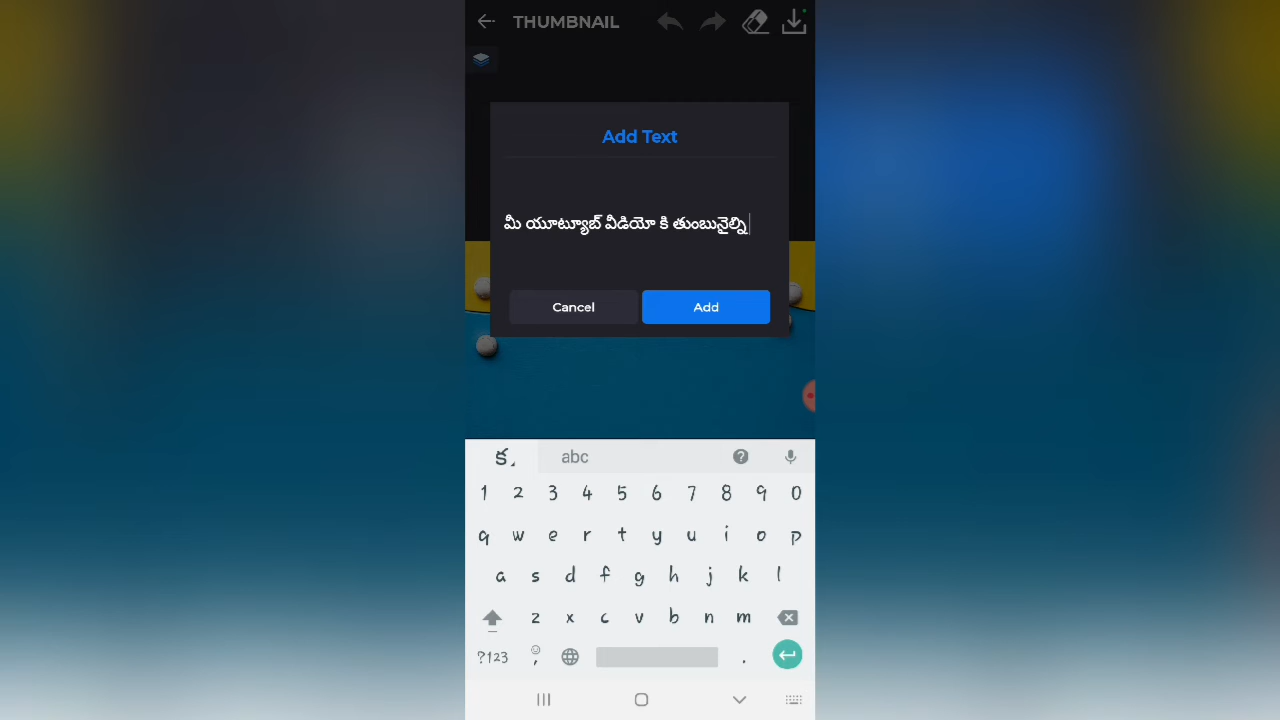 THUMBNAIL
Add Text
మీ యూట్యూబ్ వీడియో కి తుంబునైల్ని
Cancel
Add
క
abc
1 2 3 4 5 6 7 8 9 0
q w e r t y u i o p
a s d f g h j k l
z x c v b n m
?123 , .